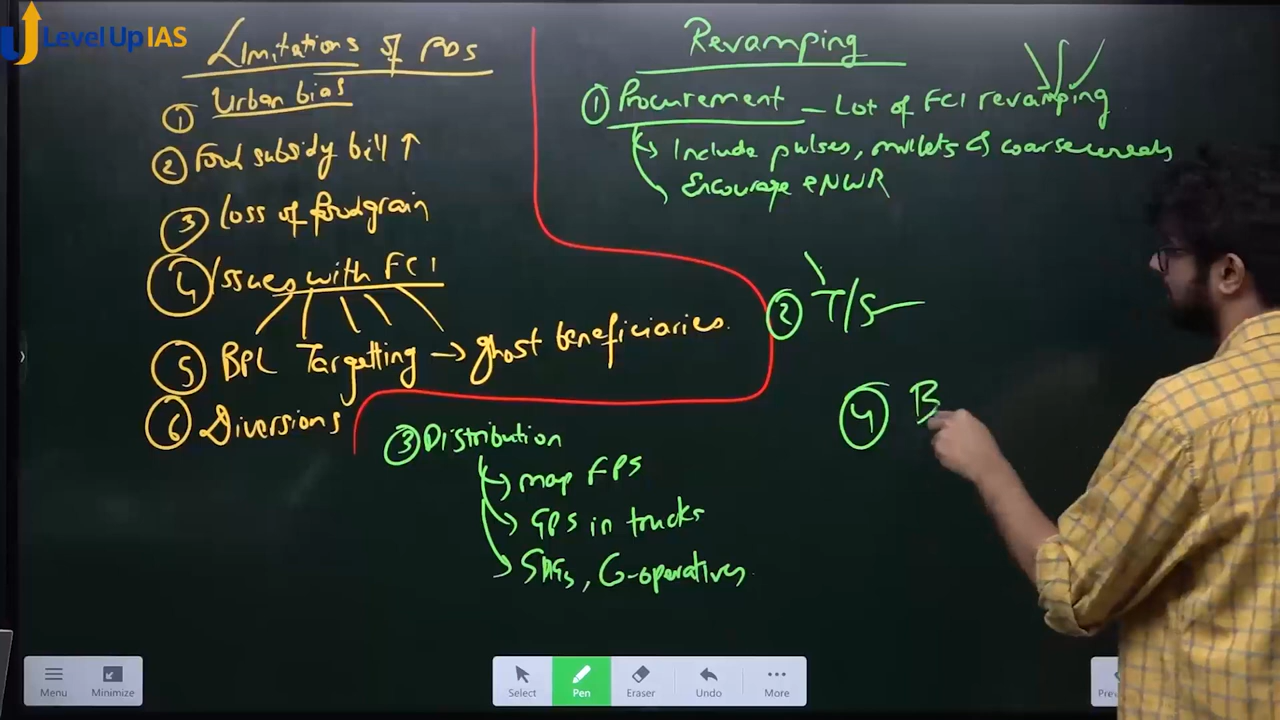 Level Up IAS
Limitations of PDS
① Urban bias
② Food subsidy bill ↑
③ Loss of foodgrain
④ Issues with FCI
⑤ BPL Targetting → Ghost beneficiaries.
⑥ Diversions
Revamping
① Procurement – Lot of FCI revamping
↳ Include pulses, millets & coarse cereals
Encourage eNWR
② T/S
③ Distribution
↳ map FPS
↳ GPS in trucks
↳ SHGs, Co-operatives
④ B
Menu
Minimize
Select
Pen
Eraser
Undo
More
Prev